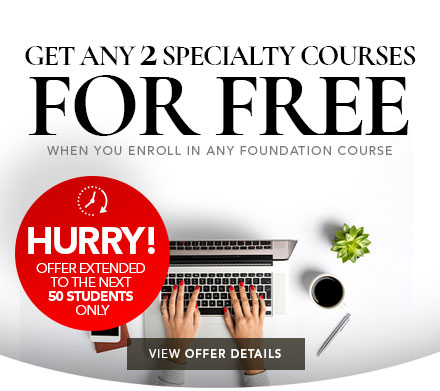 GET ANY 2 SPECIALTY COURSES
FOR FREE
WHEN YOU ENROLL IN ANY FOUNDATION COURSE
HURRY!
OFFER EXTENDED
TO THE NEXT
50 STUDENTS
ONLY
VIEW OFFER DETAILS